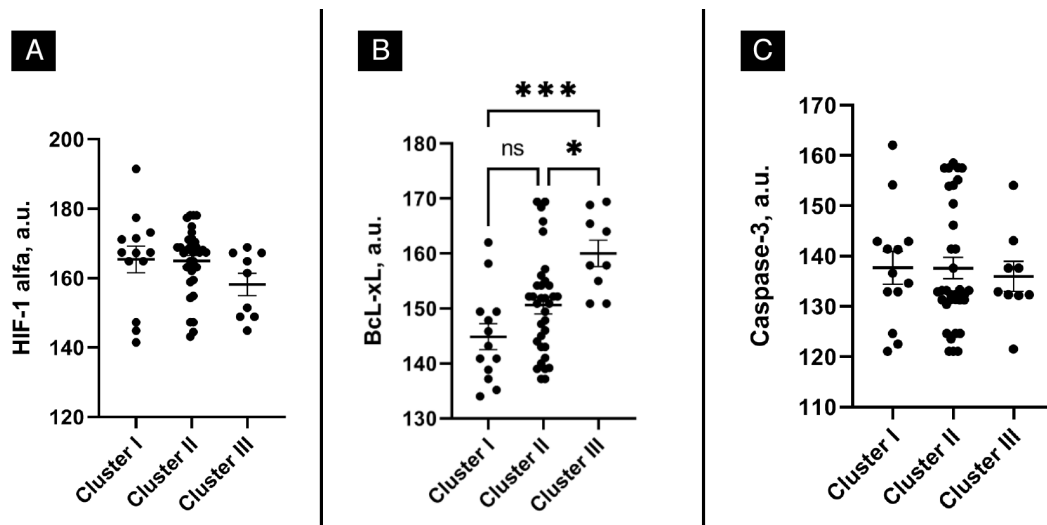 A
HIF-1 alfa, a.u.
200
180
160
140
120
Cluster I
Cluster II
Cluster III
B
BcL-xL, a.u.
180
170
160
150
140
130
***
ns
*
Cluster I
Cluster II
Cluster III
C
Caspase-3, a.u.
170
160
150
140
130
120
110
Cluster I
Cluster II
Cluster III